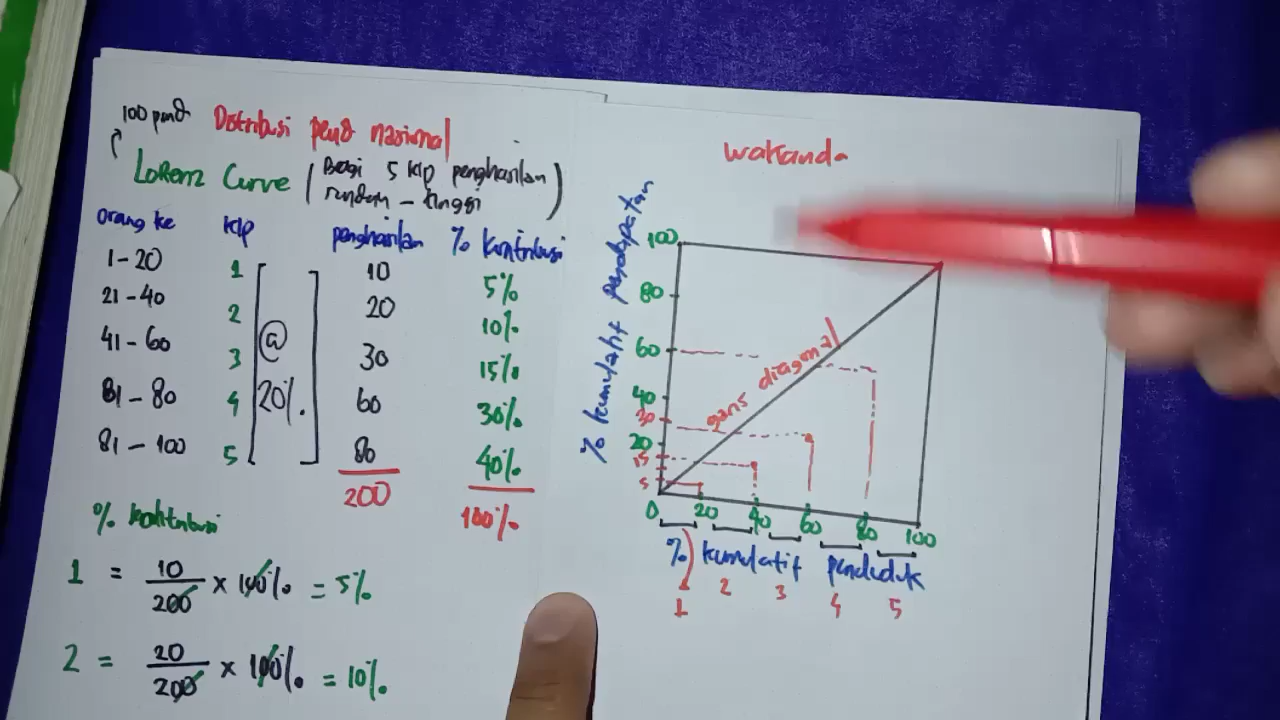 100 pend
Distribusi pend nasional
Lorenz Curve (Bagi 5 klp penghasilan
rendah - tinggi)
orang ke klp penghasilan % kontribusi
1 - 20 1 10 5%
21 - 40 2 20 10%
41 - 60 3 @ 30 15%
81 - 80 4 20%. 60 30%
81 - 100 5 80 40%
200 100%
% kontribusi
1 = 10/200 x 100% = 5%
2 = 20/200 x 100% = 10%
wakanda
% kumulatif pendapatan
100
80
60
40
30
20
15
5
garis diagonal
0 20 40 60 80 100
% kumulatif penduduk
1 2 3 4 5